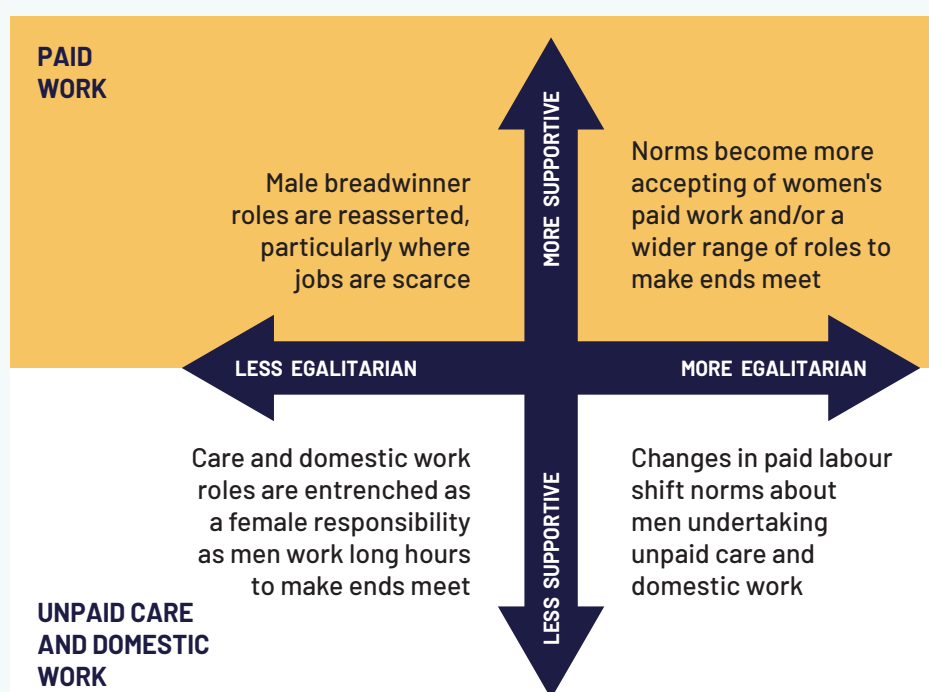 PAID
WORK
MORE SUPPORTIVE
Male breadwinner
roles are reasserted,
particularly where
jobs are scarce
Norms become more
accepting of women's
paid work and/or a
wider range of roles to
make ends meet
LESS EGALITARIAN
MORE EGALITARIAN
Care and domestic work
roles are entrenched as
a female responsibility
as men work long hours
to make ends meet
Changes in paid labour
shift norms about
men undertaking
unpaid care and
domestic work
LESS SUPPORTIVE
UNPAID CARE
AND DOMESTIC
WORK